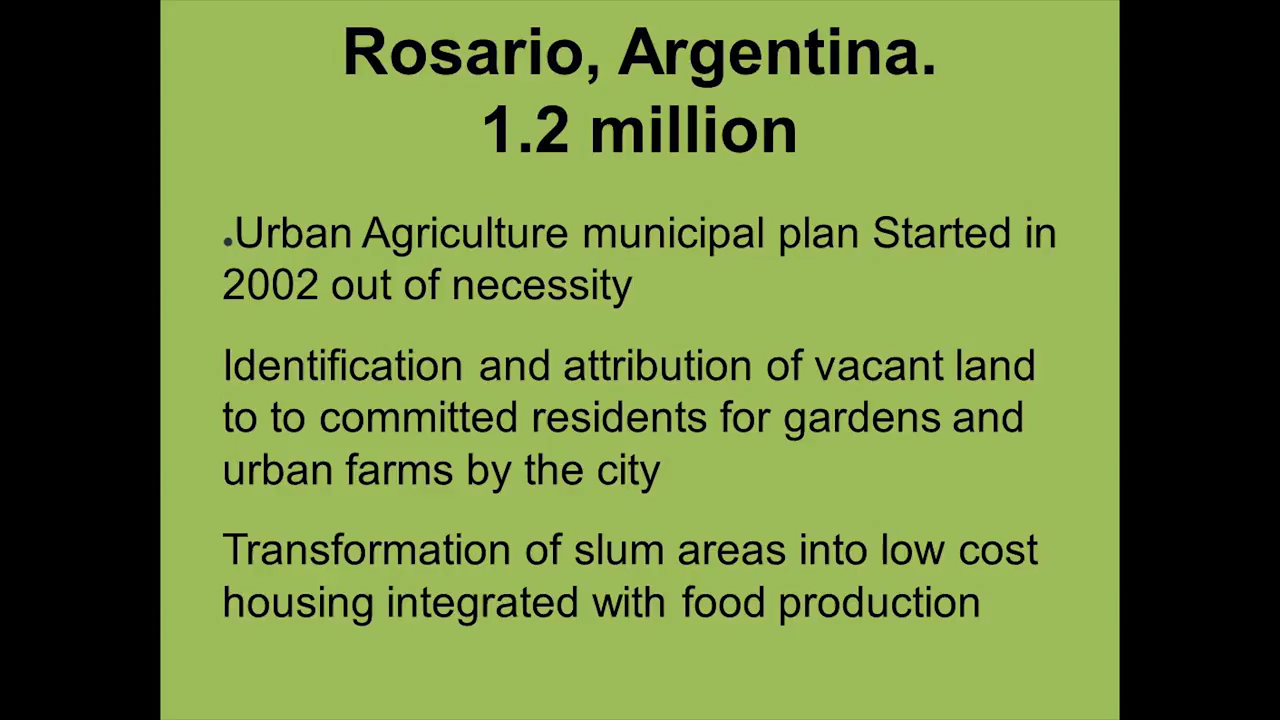 Rosario, Argentina.
1.2 million
•Urban Agriculture municipal plan Started in
2002 out of necessity
Identification and attribution of vacant land
to to committed residents for gardens and
urban farms by the city
Transformation of slum areas into low cost
housing integrated with food production